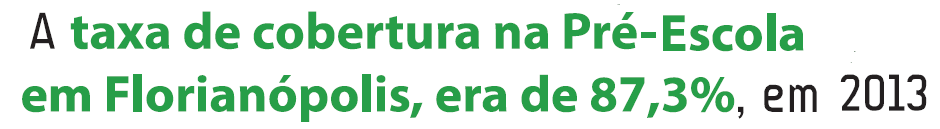 A taxa de cobertura na Pré-Escola
em Florianópolis, era de 87,3%, em 2013